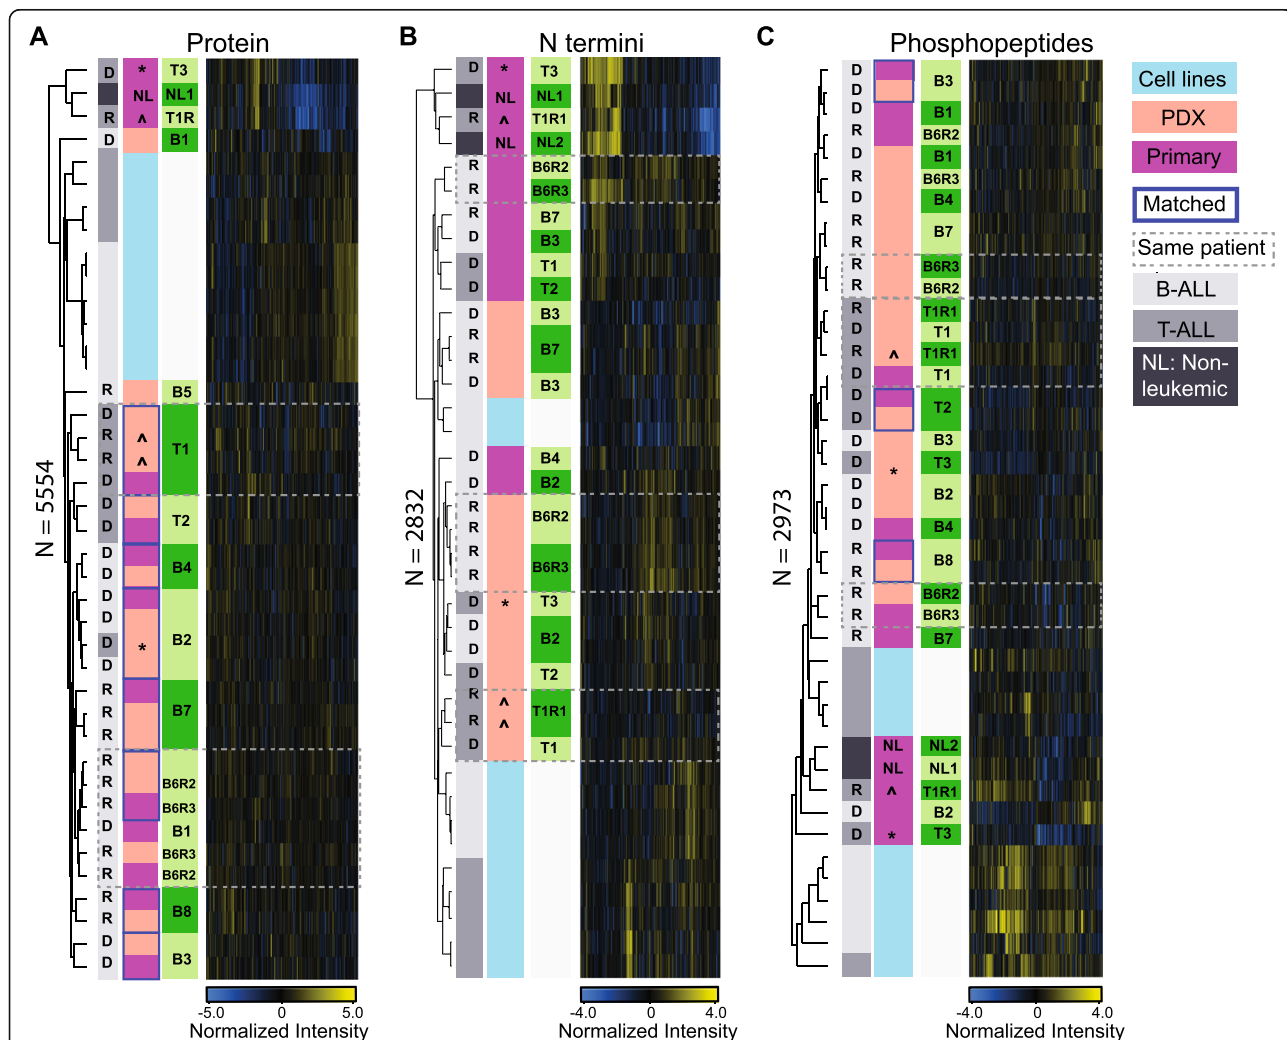 A
Protein
D * T3
NL NL1
R ^ T1R
D B1
R B5
D
R ^
R ^
D
T1
D
D
T2
D
D
B4
D
D
D *
D
B2
R
R
R
B7
R
R
R
D
R
R
B6R2
B6R3
B1
B6R3
B6R2
R
R
B8
D
D
B3
N = 5554
-5.0 0 5.0
Normalized Intensity
B
N termini
D * T3
NL NL1
R ^ T1R1
NL NL2
R B6R2
R B6R3
R B7
D B3
D T1
D T2
D B3
R
R
B7
D B3
D B4
D B2
R
R
B6R2
R
R
B6R3
D * T3
D
D
B2
D T2
R ^
R ^
T1R1
D T1
N = 2832
-4.0 0 4.0
Normalized Intensity
C
Phosphopeptides
D
D
B3
D B1
R B6R2
D B1
R B6R3
D B4
R
R
B7
R B6R3
R B6R2
R T1R1
D T1
R ^ T1R1
D T1
D
D
T2
D B3
D * T3
D
D
B2
D B4
R
R
B8
R B6R2
R B6R3
R B7
NL NL2
NL NL1
R ^ T1R1
D B2
D * T3
N = 2973
-4.0 0 4.0
Normalized Intensity
Cell lines
PDX
Primary
Matched
Same patient
B-ALL
T-ALL
NL: Non-
leukemic